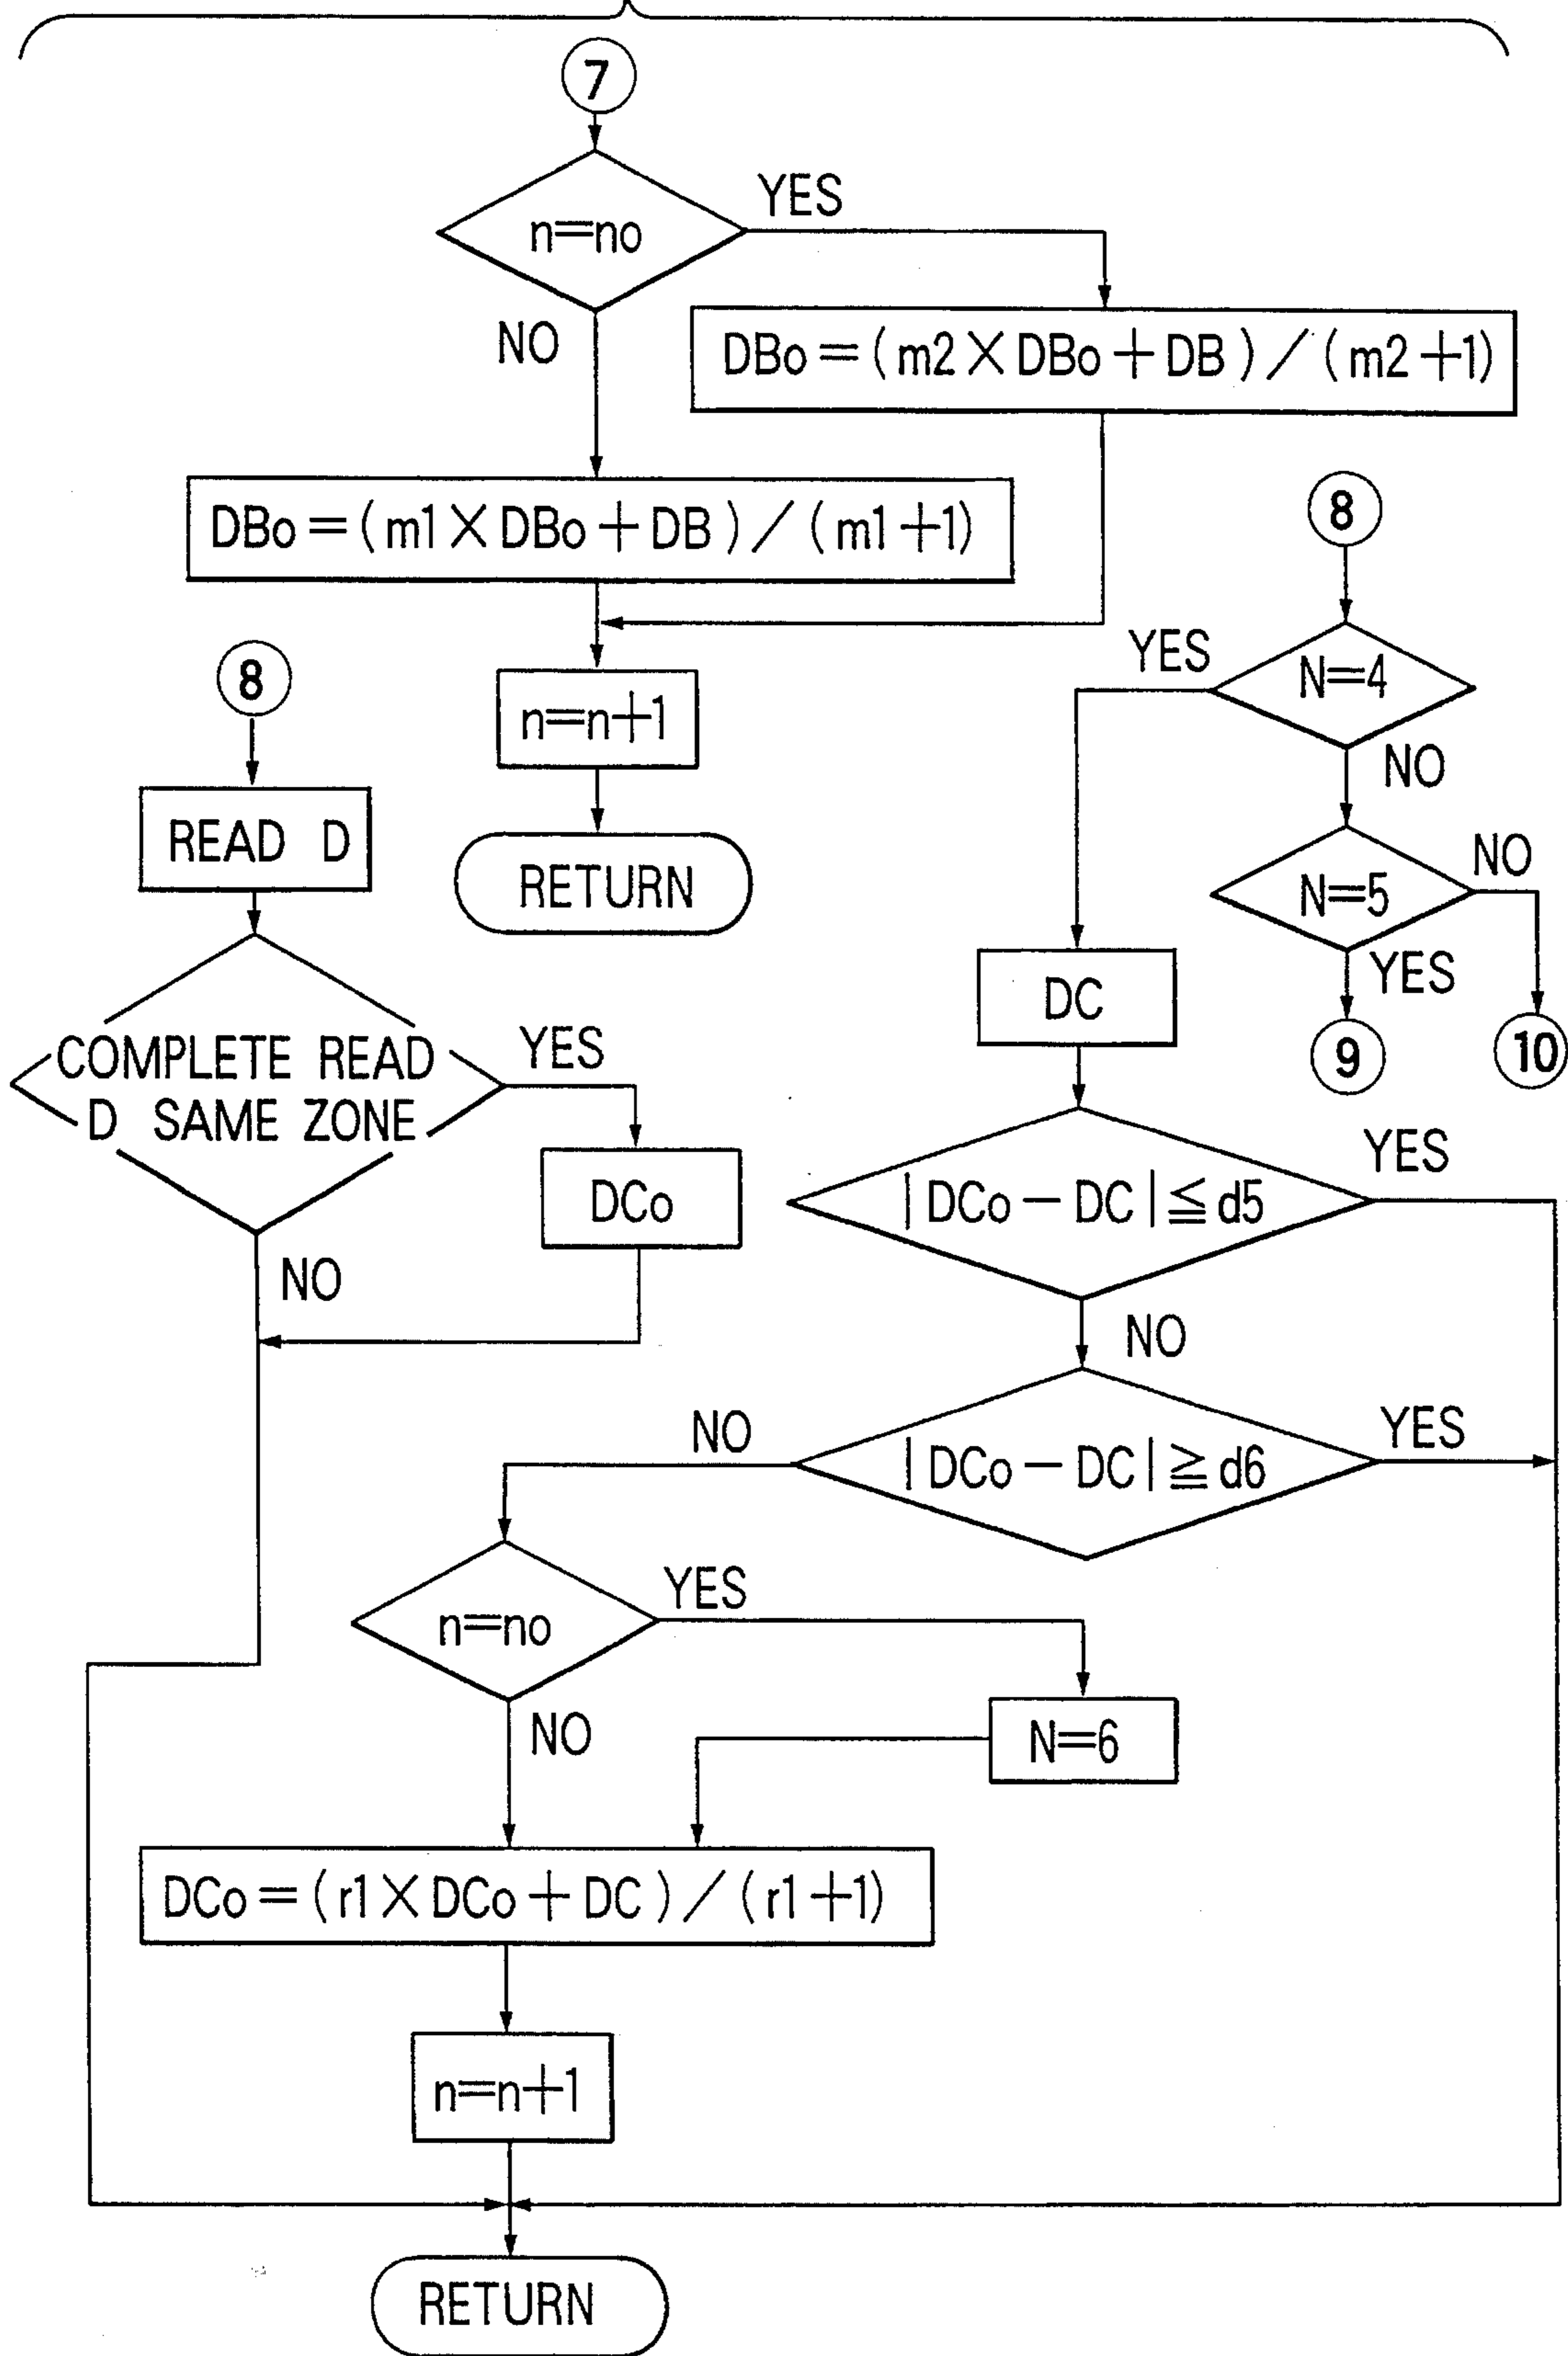 7
n=no
YES
NO
DBo=(m2×DBo+DB)/(m2+1)
DBo=(m1×DBo+DB)/(m1+1)
n=n+1
RETURN
8
READ D
COMPLETE READ
D SAME ZONE
YES
DCo
NO
8
N=4
YES
NO
N=5
NO
YES
9
10
DC
|DCo-DC|≦d5
YES
NO
|DCo-DC|≧d6
YES
NO
n=no
YES
N=6
NO
DCo=(r1×DCo+DC)/(r1+1)
n=n+1
RETURN